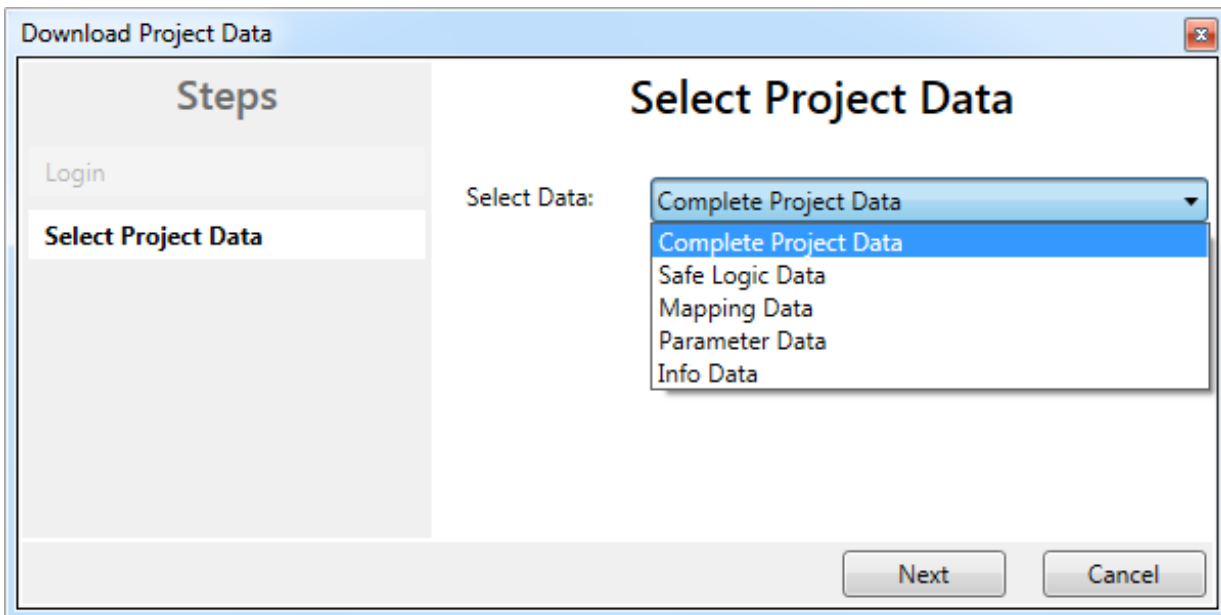 Download Project Data
Steps
Login
Select Project Data
Select Project Data
Select Data:
Complete Project Data
Complete Project Data
Safe Logic Data
Mapping Data
Parameter Data
Info Data
Next
Cancel